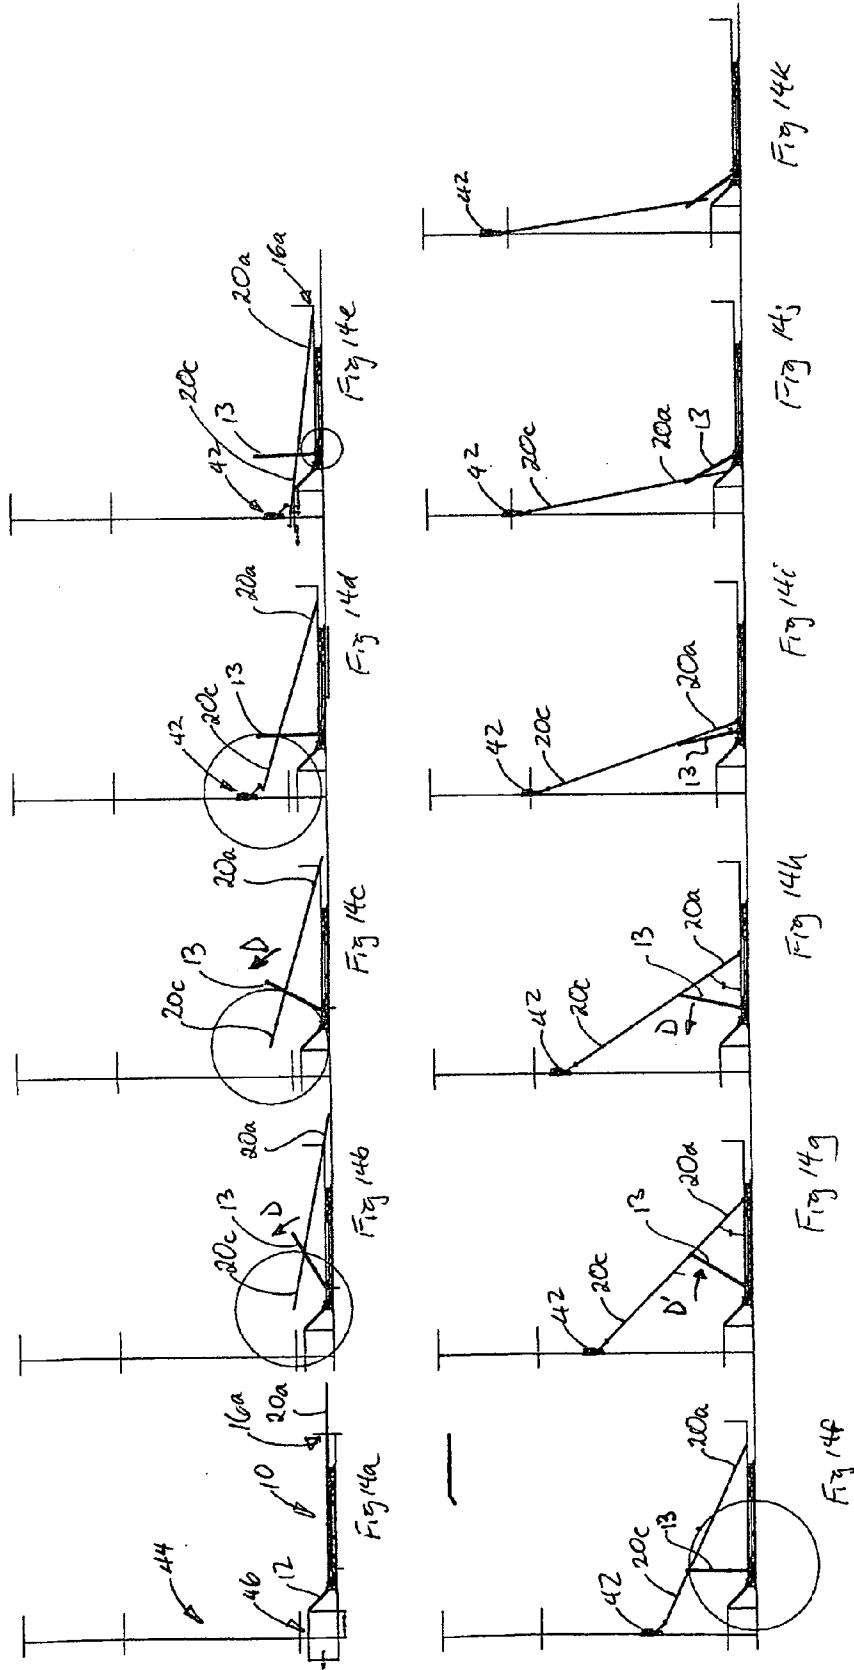 44
46
12
10
16a
20a
Fig 14a
20c
13
D
20a
Fig 14b
20c
13
D
20a
Fig 14c
42
20c
13
20a
Fig 14d
42
13
20c
20a
16a
Fig 14e
42
20c
13
20a
Fig 14f
42
20c
D'
13
20a
Fig 14g
42
20c
D
13
20a
Fig 14h
42
20c
13
20a
Fig 14i
42
20c
20a
13
Fig 14j
42
Fig 14k